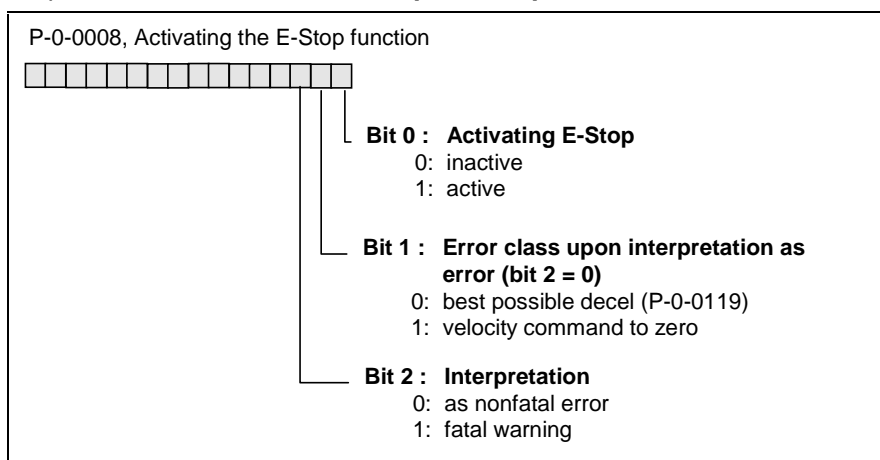 P-0-0008, Activating the E-Stop function
Bit 0 : Activating E-Stop
0: inactive
1: active
Bit 1 : Error class upon interpretation as
error (bit 2 = 0)
0: best possible decel (P-0-0119)
1: velocity command to zero
Bit 2 : Interpretation
0: as nonfatal error
1: fatal warning